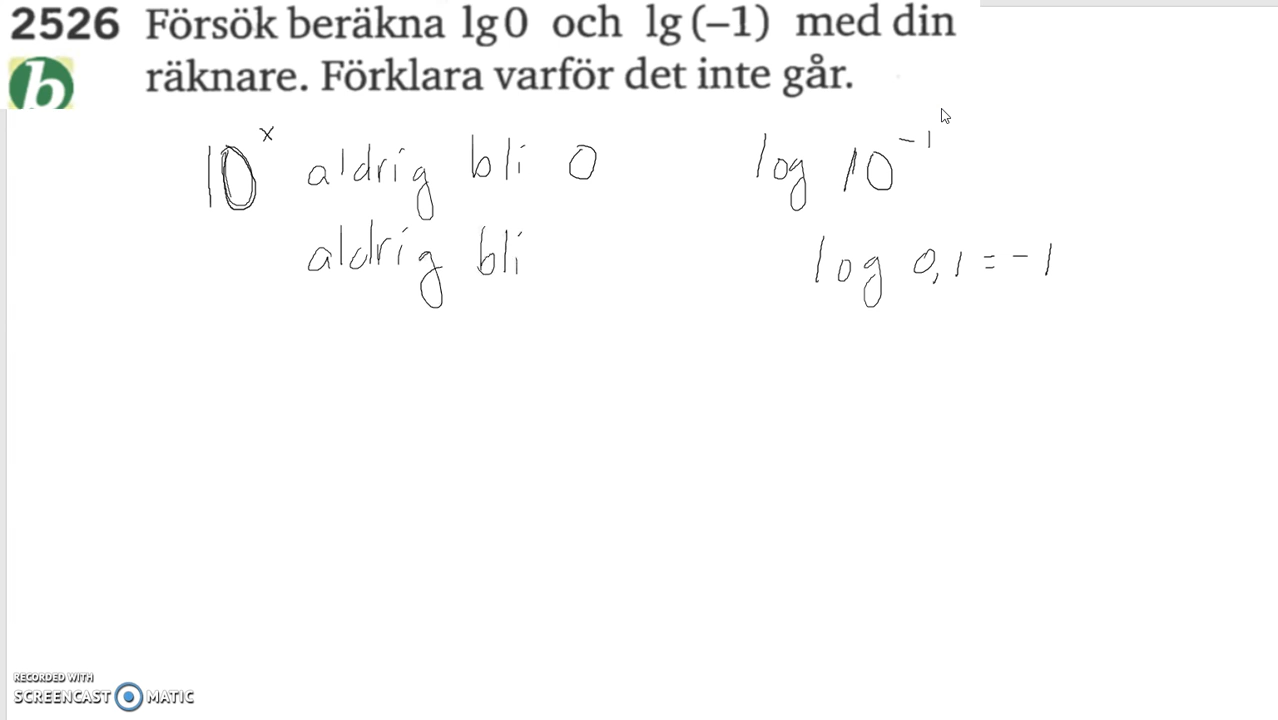 2526 Försök beräkna lg 0 och lg (–1) med din
b räknare. Förklara varför det inte går.
10^x aldrig bli 0
aldrig bli
log 10^-1
log 0,1 = -1
RECORDED WITH
SCREENCAST MATIC